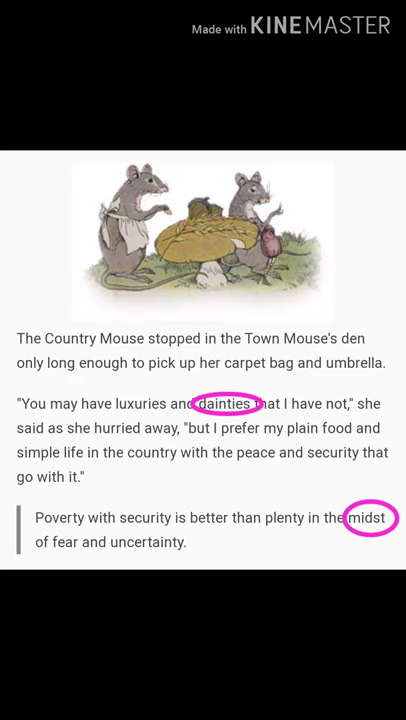 Made with KINEMASTER
The Country Mouse stopped in the Town Mouse's den
only long enough to pick up her carpet bag and umbrella.
"You may have luxuries and dainties that I have not," she
said as she hurried away, "but I prefer my plain food and
simple life in the country with the peace and security that
go with it."
Poverty with security is better than plenty in the midst
of fear and uncertainty.